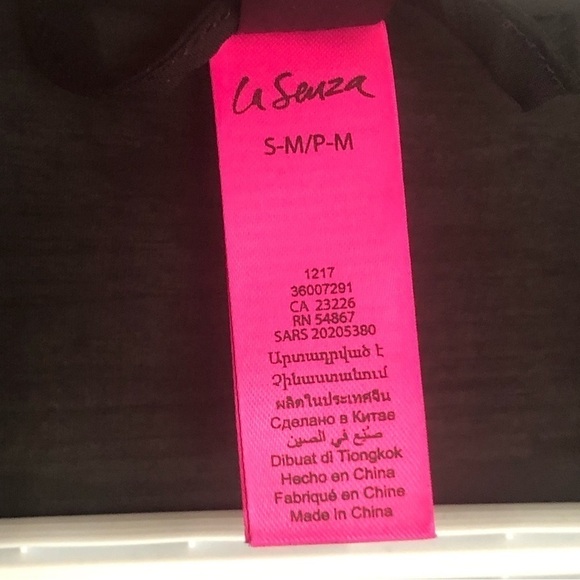 La Senza
S-M/P-M
1217
36007291
CA 23226
RN 54867
SARS 20205380
Արտադրված է
Չինաստանում
ผลิตในประเทศจีน
Сделано в Китае
صُنِع في الصين
Dibuat di Tiongkok
Hecho en China
Fabriqué en Chine
Made in China